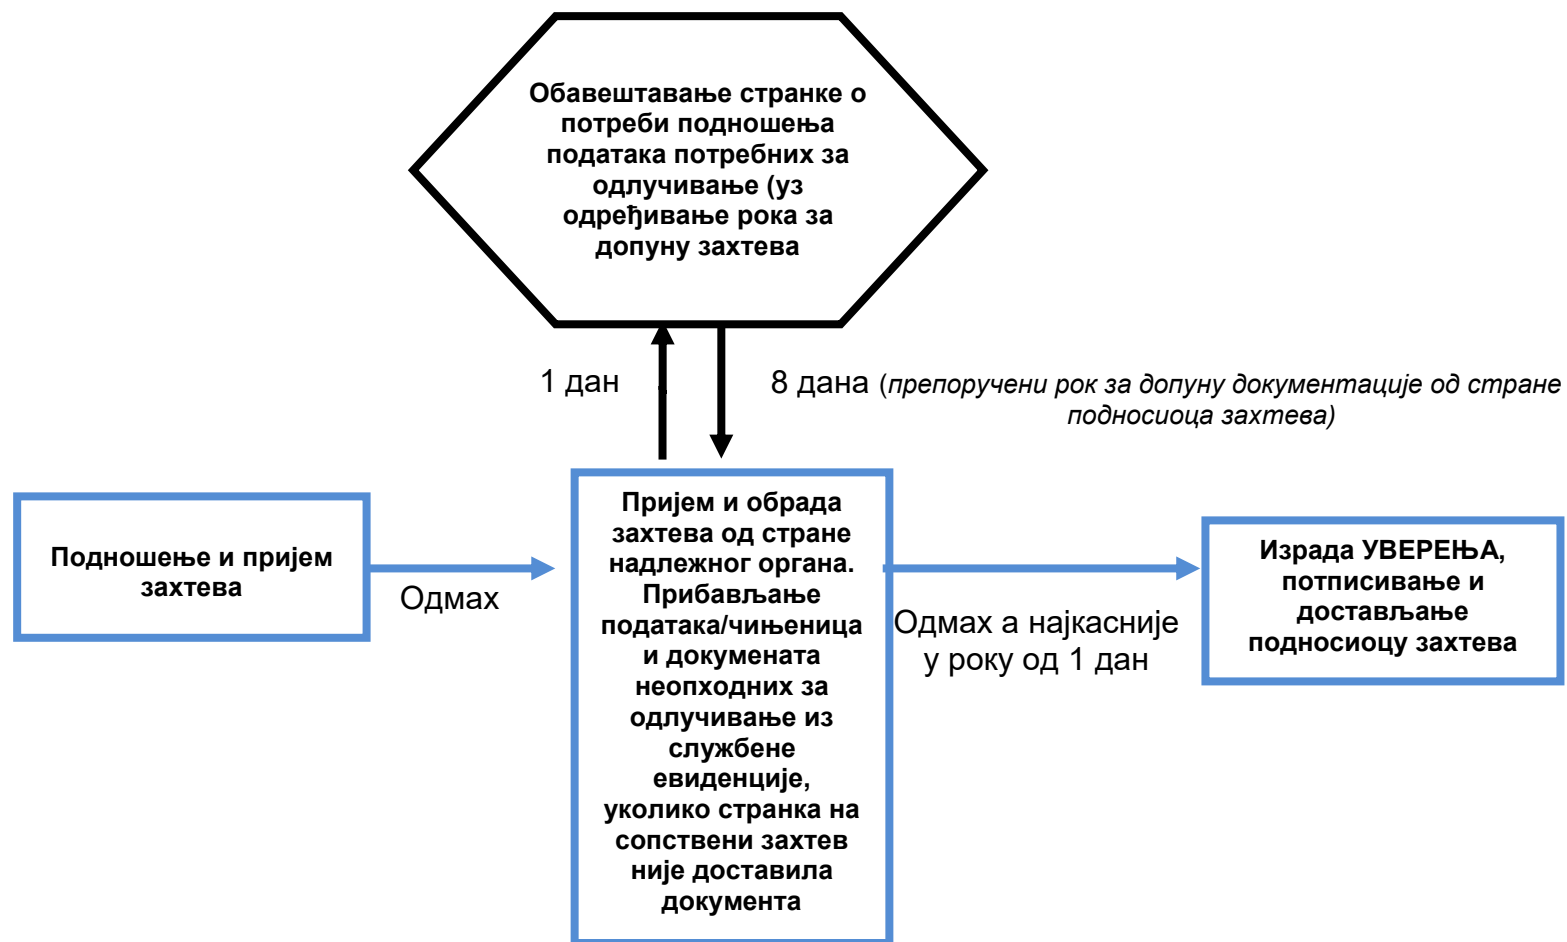 Обавештавање странке о
потреби подношења
података потребних за
одлучивање (уз
одређивање рока за
допуну захтева
1 дан
8 дана (препоручени рок за допуну документације од стране
подносиоца захтева)
Подношење и пријем
захтева
Одмах
Пријем и обрада
захтева од стране
надлежног органа.
Прибављање
података/чињеница
и докумената
неопходних за
одлучивање из
службене
евиденције,
уколико странка на
сопствени захтев
није доставила
документа
Одмах а најкасније
у року од 1 дан
Израда УВЕРЕЊА,
потписивање и
достављање
подносиоцу захтева